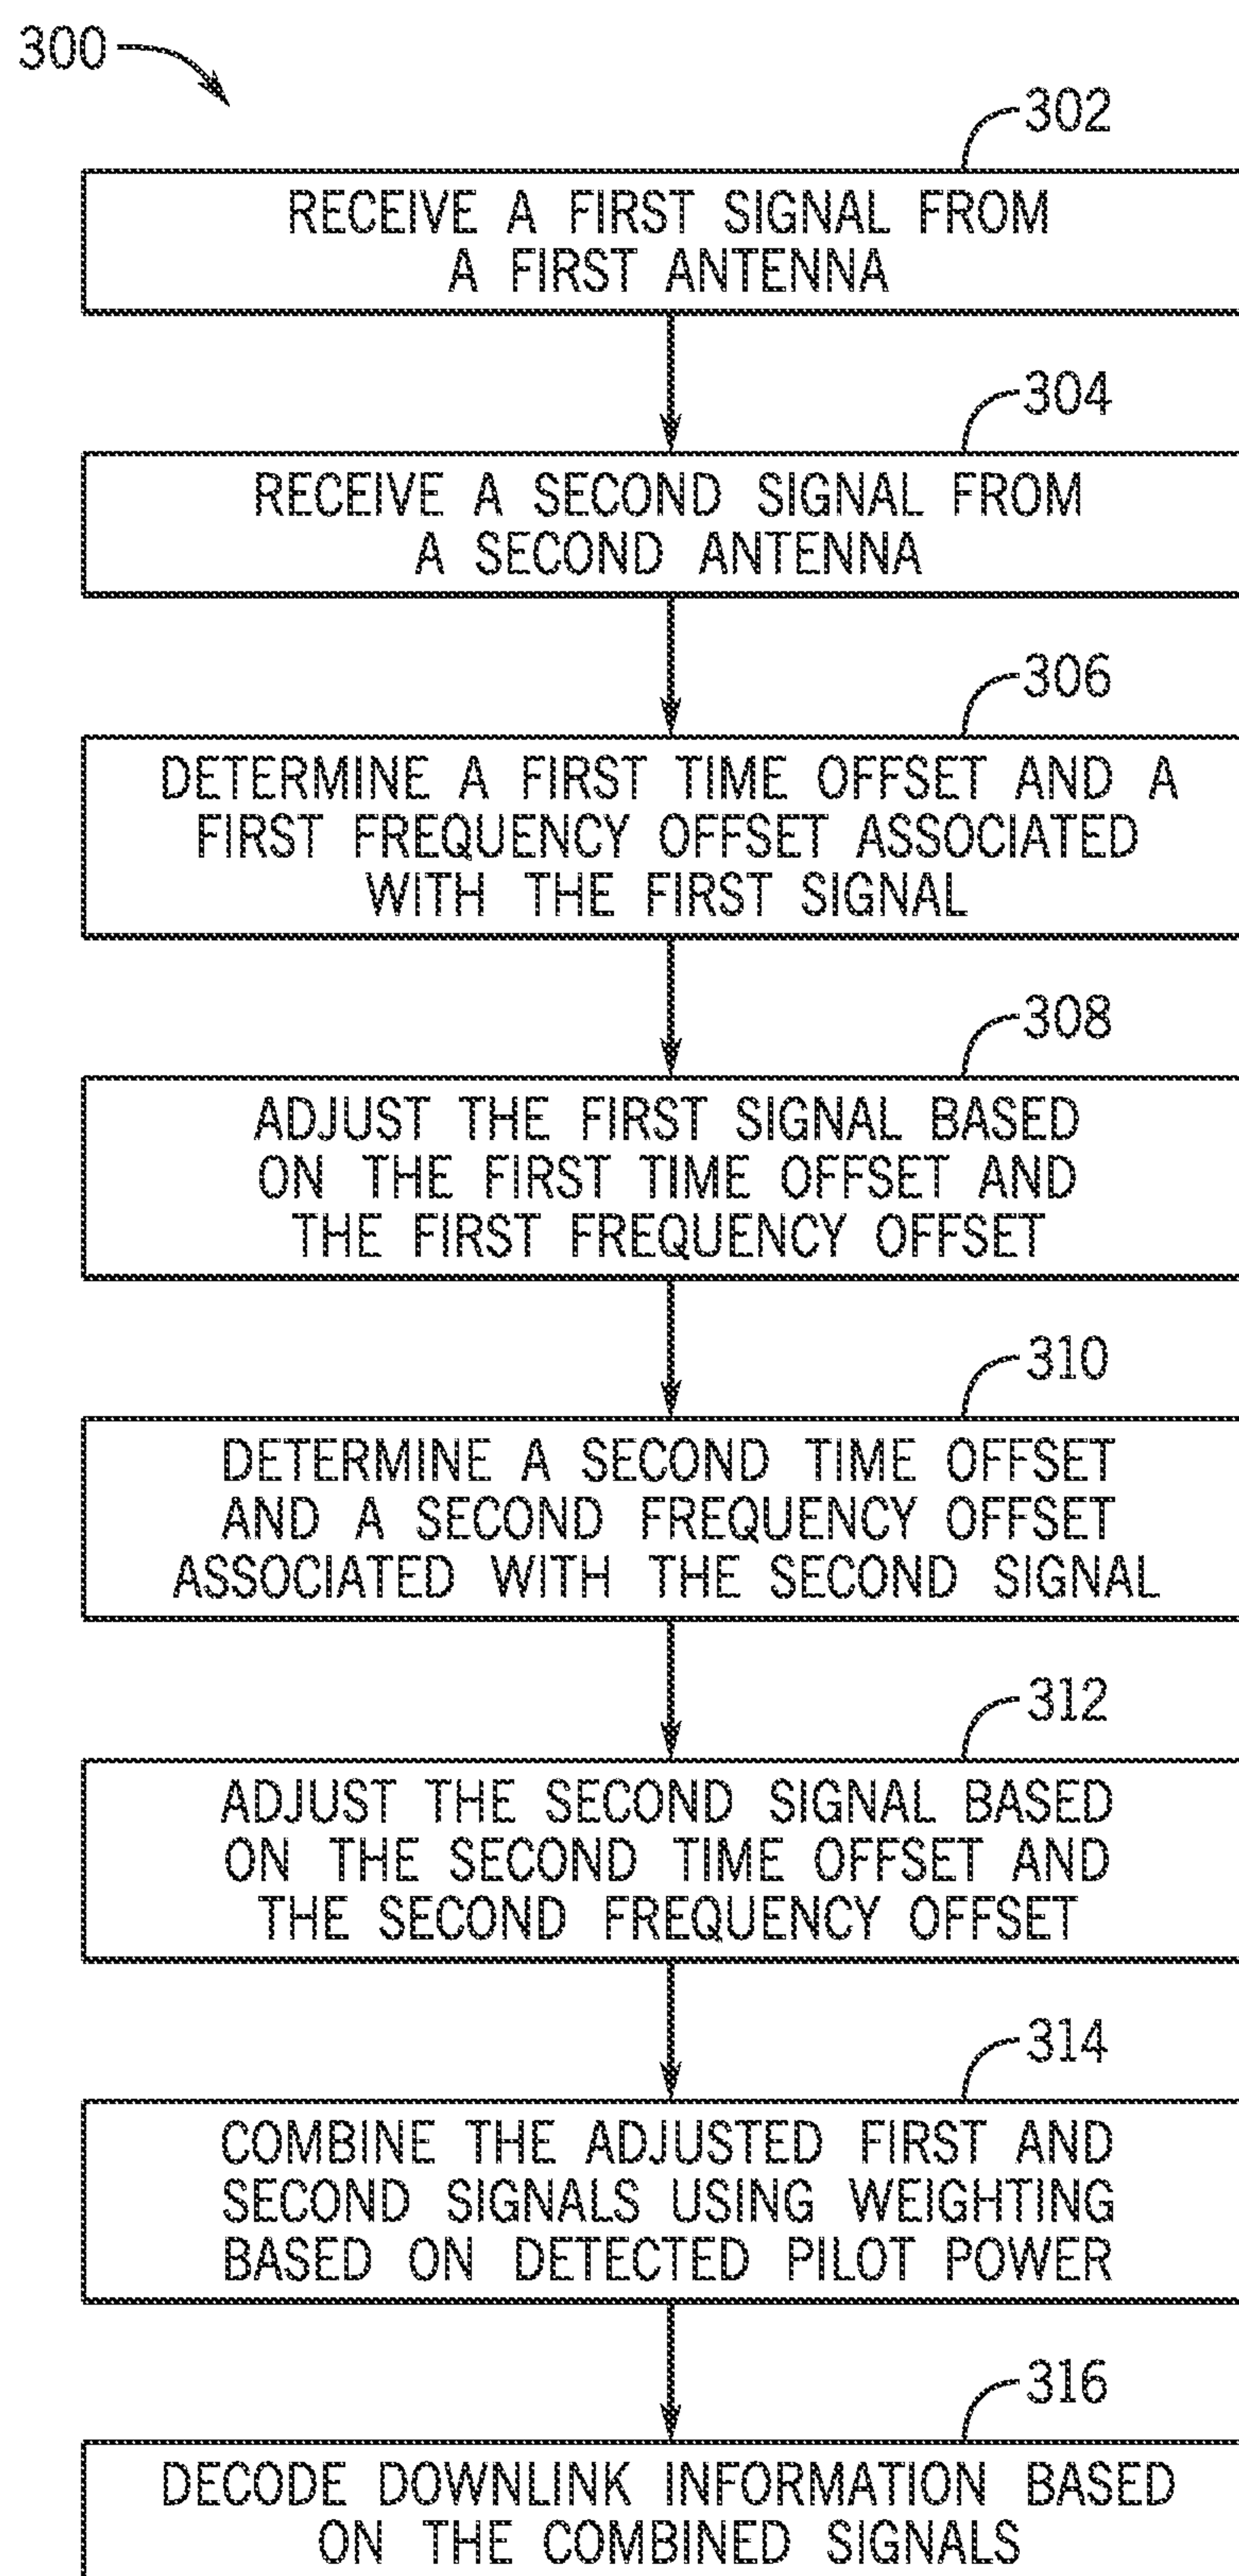 300
302
RECEIVE A FIRST SIGNAL FROM
A FIRST ANTENNA
304
RECEIVE A SECOND SIGNAL FROM
A SECOND ANTENNA
306
DETERMINE A FIRST TIME OFFSET AND A
FIRST FREQUENCY OFFSET ASSOCIATED
WITH THE FIRST SIGNAL
308
ADJUST THE FIRST SIGNAL BASED
ON THE FIRST TIME OFFSET AND
THE FIRST FREQUENCY OFFSET
310
DETERMINE A SECOND TIME OFFSET
AND A SECOND FREQUENCY OFFSET
ASSOCIATED WITH THE SECOND SIGNAL
312
ADJUST THE SECOND SIGNAL BASED
ON THE SECOND TIME OFFSET AND
THE SECOND FREQUENCY OFFSET
314
COMBINE THE ADJUSTED FIRST AND
SECOND SIGNALS USING WEIGHTING
BASED ON DETECTED PILOT POWER
316
DECODE DOWNLINK INFORMATION BASED
ON THE COMBINED SIGNALS